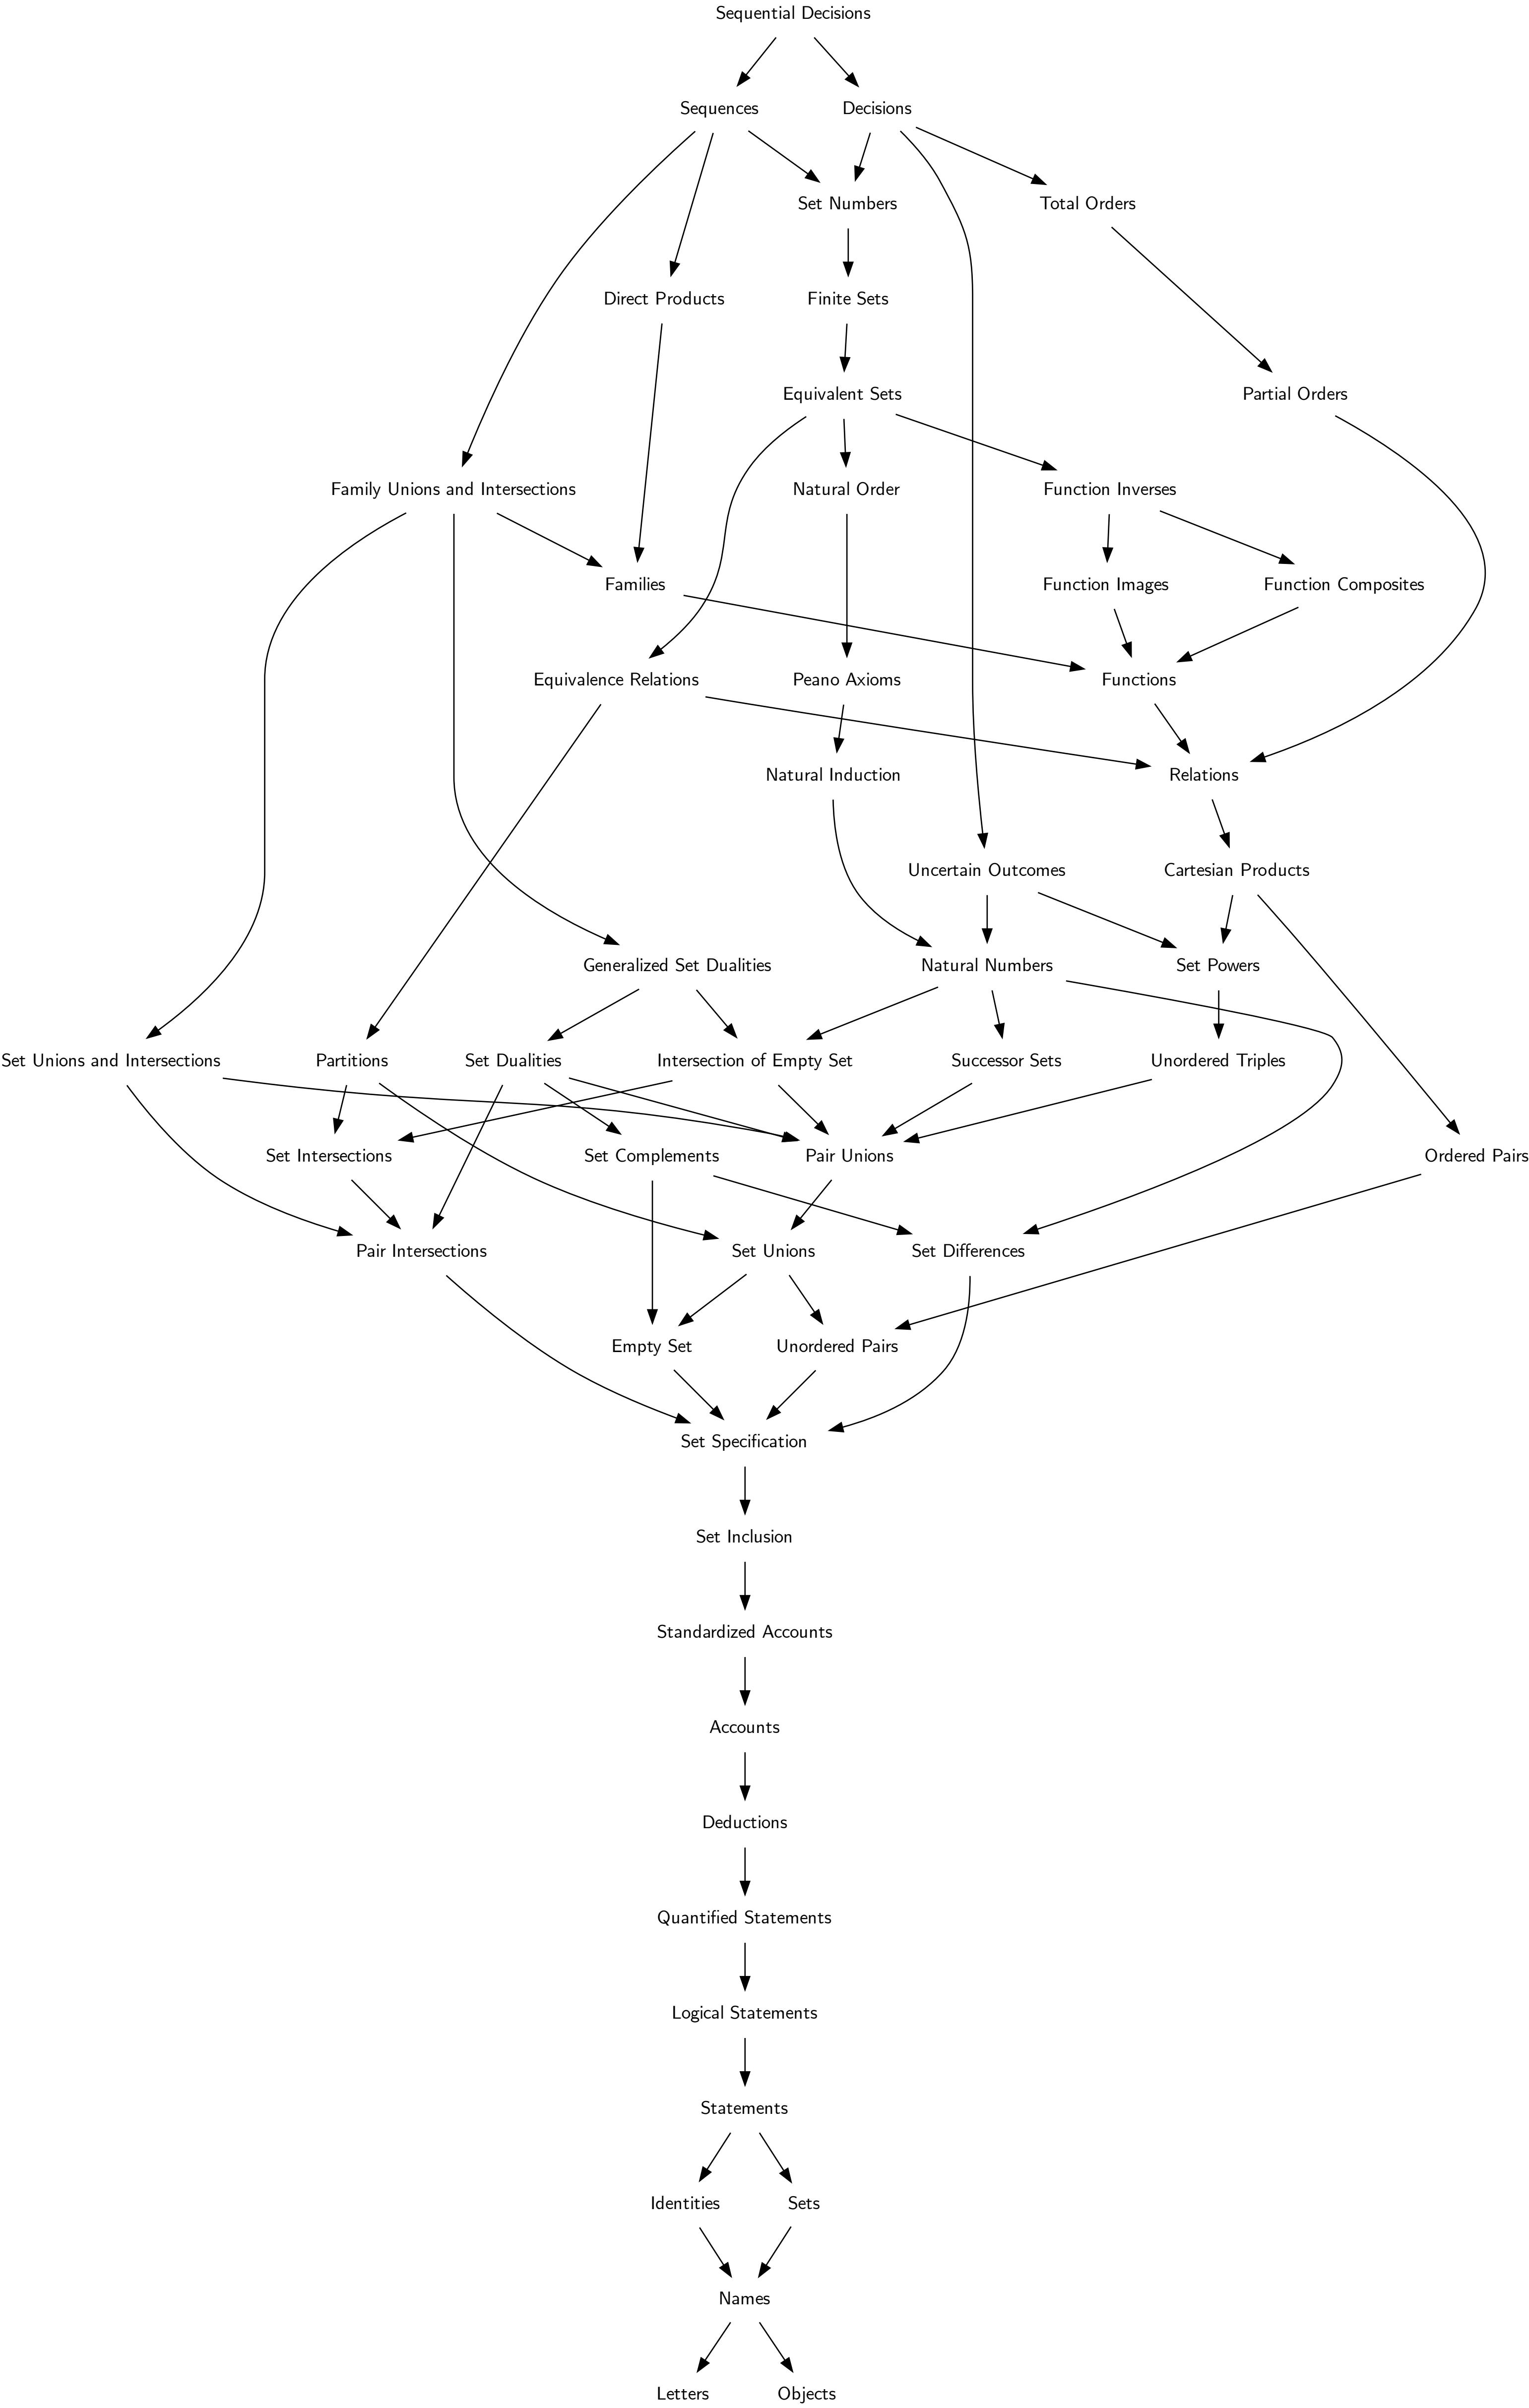 Sequential Decisions
Sequences
Decisions
Set Numbers
Total Orders
Direct Products
Finite Sets
Equivalent Sets
Partial Orders
Family Unions and Intersections
Natural Order
Function Inverses
Families
Function Images
Function Composites
Equivalence Relations
Peano Axioms
Functions
Natural Induction
Relations
Uncertain Outcomes
Cartesian Products
Generalized Set Dualities
Natural Numbers
Set Powers
Set Unions and Intersections
Partitions
Set Dualities
Intersection of Empty Set
Successor Sets
Unordered Triples
Set Intersections
Set Complements
Pair Unions
Ordered Pairs
Pair Intersections
Set Unions
Set Differences
Empty Set
Unordered Pairs
Set Specification
Set Inclusion
Standardized Accounts
Accounts
Deductions
Quantified Statements
Logical Statements
Statements
Identities
Sets
Names
Letters
Objects